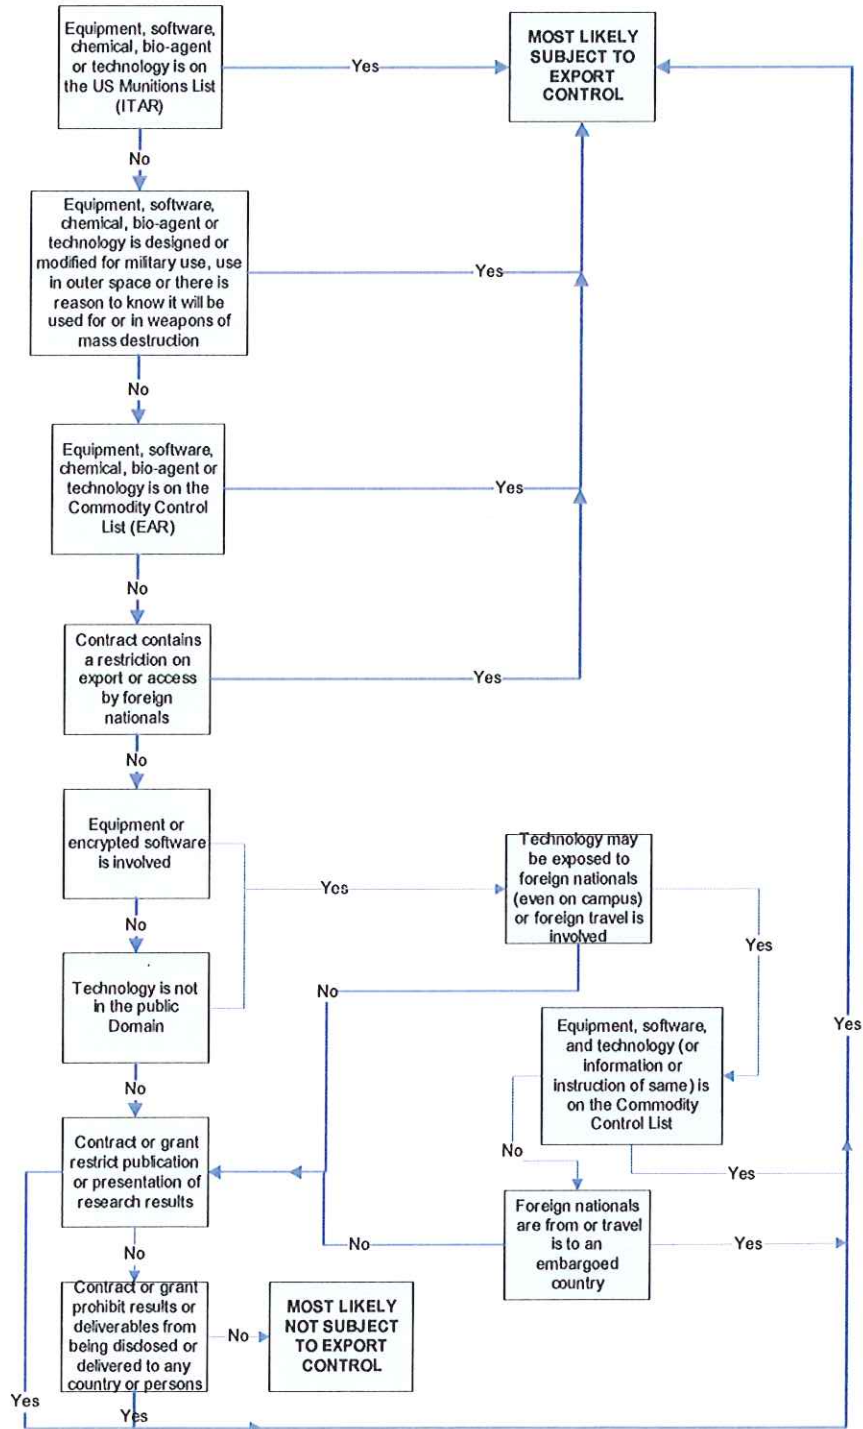 Equipment, software,
chemical, bio-agent
or technology is on
the US Munitions List
(ITAR)
Yes
MOST LIKELY
SUBJECT TO
EXPORT
CONTROL
No
Equipment, software,
chemical, bio-agent or
technology is designed or
modified for military use, use
in outer space or there is
reason to know it will be
used for or in weapons of
mass destruction
Yes
No
Equipment, software,
chemical, bio-agent or
technology is on the
Commodity Control
List (EAR)
Yes
No
Contract contains
a restriction on
export or access
by foreign
nationals
Yes
No
Equipment or
encrypted software
is involved
Yes
Technology may
be exposed to
foreign nationals
(even on campus)
or foreign travel is
involved
Yes
No
Technology is not
in the public
Domain
No
Equipment, software,
and technology (or
information or
instruction of same) is
on the Commodity
Control List
Yes
No
Contract or grant
restrict publication
or presentation of
research results
No
Yes
Foreign nationals
are from or travel
is to an
embargoed
country
No
Yes
No
Contract or grant
prohibit results or
deliverables from
being disclosed or
delivered to any
country or persons
No
MOST LIKELY
NOT SUBJECT
TO EXPORT
CONTROL
Yes
Yes